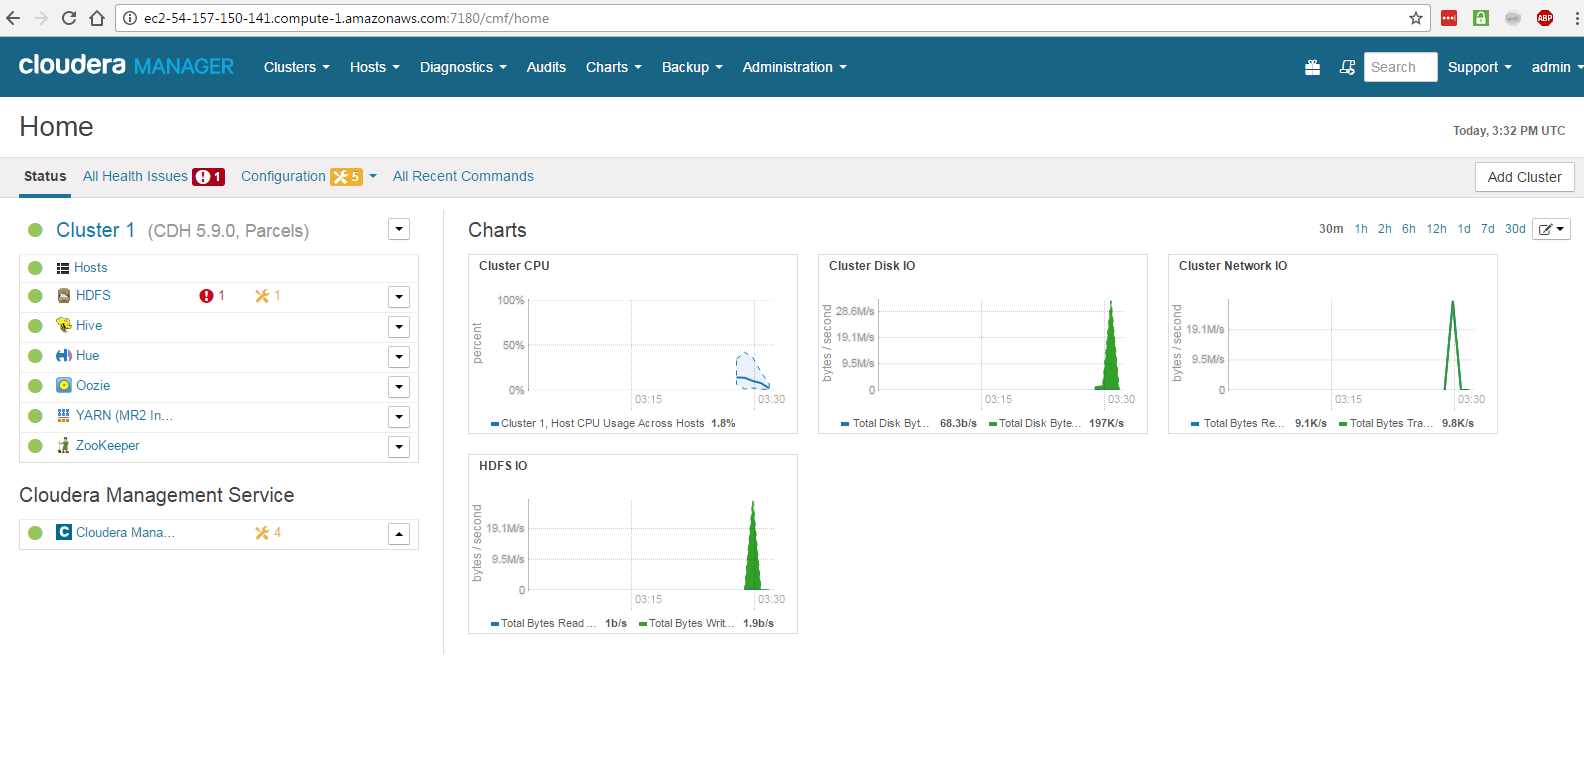 ec2-54-157-150-141.compute-1.amazonaws.com:7180/cmf/home
ABP
cloudera MANAGER Clusters Hosts Diagnostics Audits Charts Backup Administration Search Support admin
Home
Today, 3:32 PM UTC
Status All Health Issues 1 Configuration 5 All Recent Commands Add Cluster
Cluster 1 (CDH 5.9.0, Parcels)
Hosts
HDFS 1 1
Hive
Hue
Oozie
YARN (MR2 In...
ZooKeeper
Cloudera Management Service
C Cloudera Mana... 4
Charts
30m 1h 2h 6h 12h 1d 7d 30d
Cluster CPU
percent
100%
50%
0%
03:15 03:30
Cluster 1, Host CPU Usage Across Hosts 1.8%
Cluster Disk IO
bytes / second
28.6M/s
19.1M/s
9.5M/s
0
03:15 03:30
Total Disk Byt... 68.3b/s Total Disk Byte... 197K/s
Cluster Network IO
bytes / second
19.1M/s
9.5M/s
0
03:15 03:30
Total Bytes Re... 9.1K/s Total Bytes Tra... 9.8K/s
HDFS IO
bytes / second
19.1M/s
9.5M/s
0
03:15 03:30
Total Bytes Read ... 1b/s Total Bytes Writ... 1.9b/s